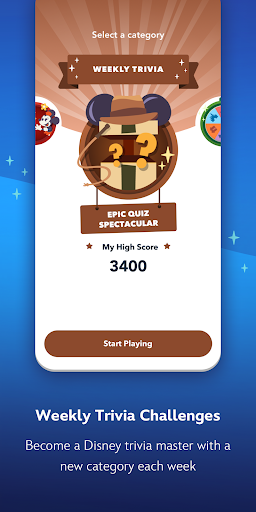 Select a category
WEEKLY TRIVIA
? ?
EPIC QUIZ
SPECTACULAR
My High Score
3400
Start Playing
Weekly Trivia Challenges
Become a Disney trivia master with a
new category each week